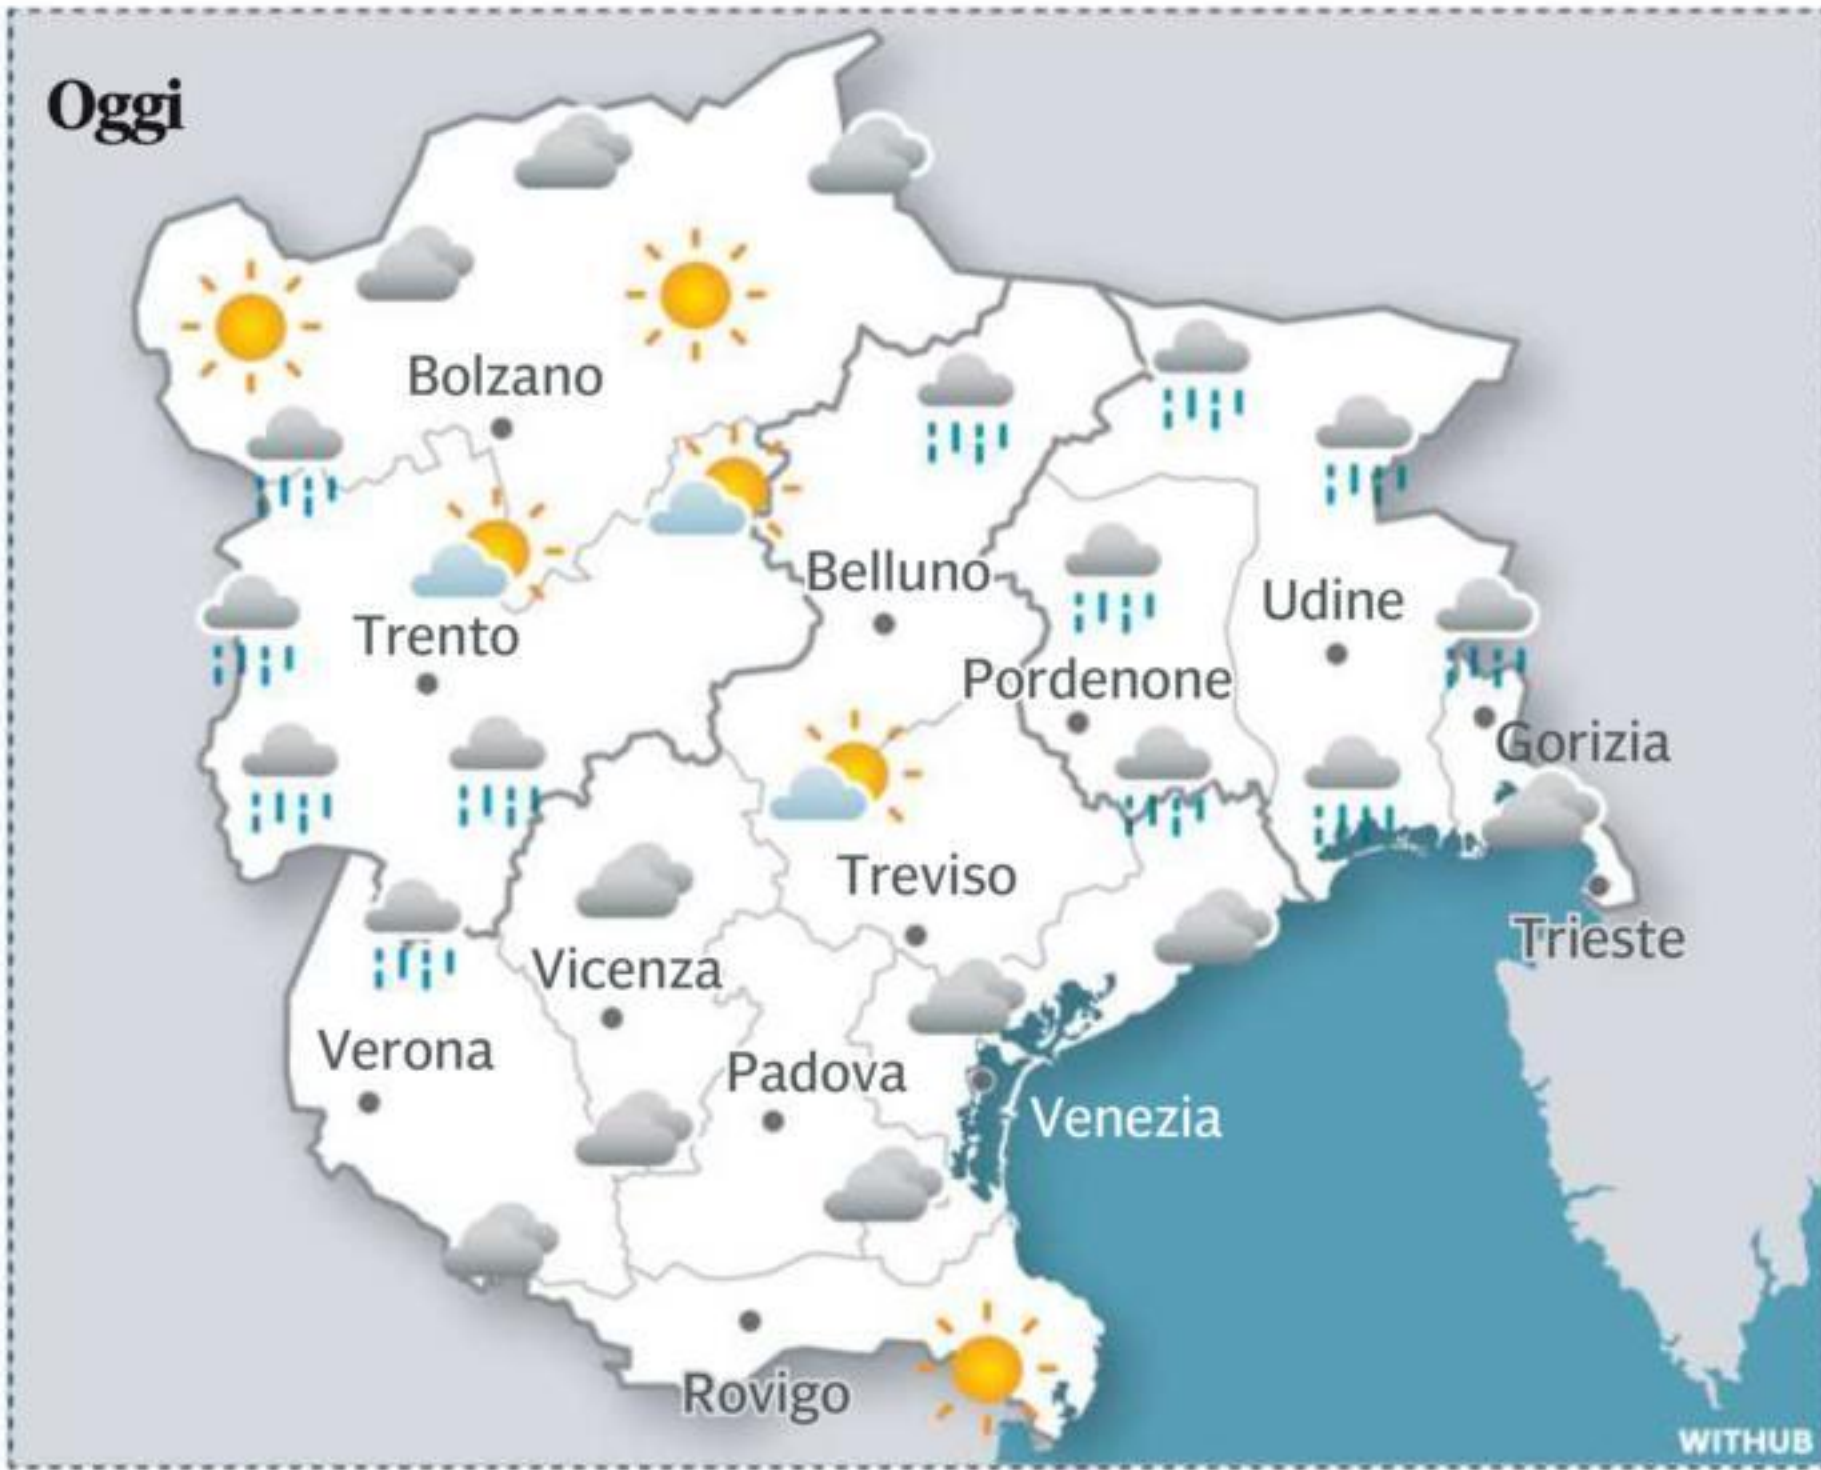 Oggi
Bolzano
Belluno
Udine
Trento
Pordenone
Gorizia
Treviso
Trieste
Vicenza
Verona
Padova
Venezia
Rovigo
WITHUB